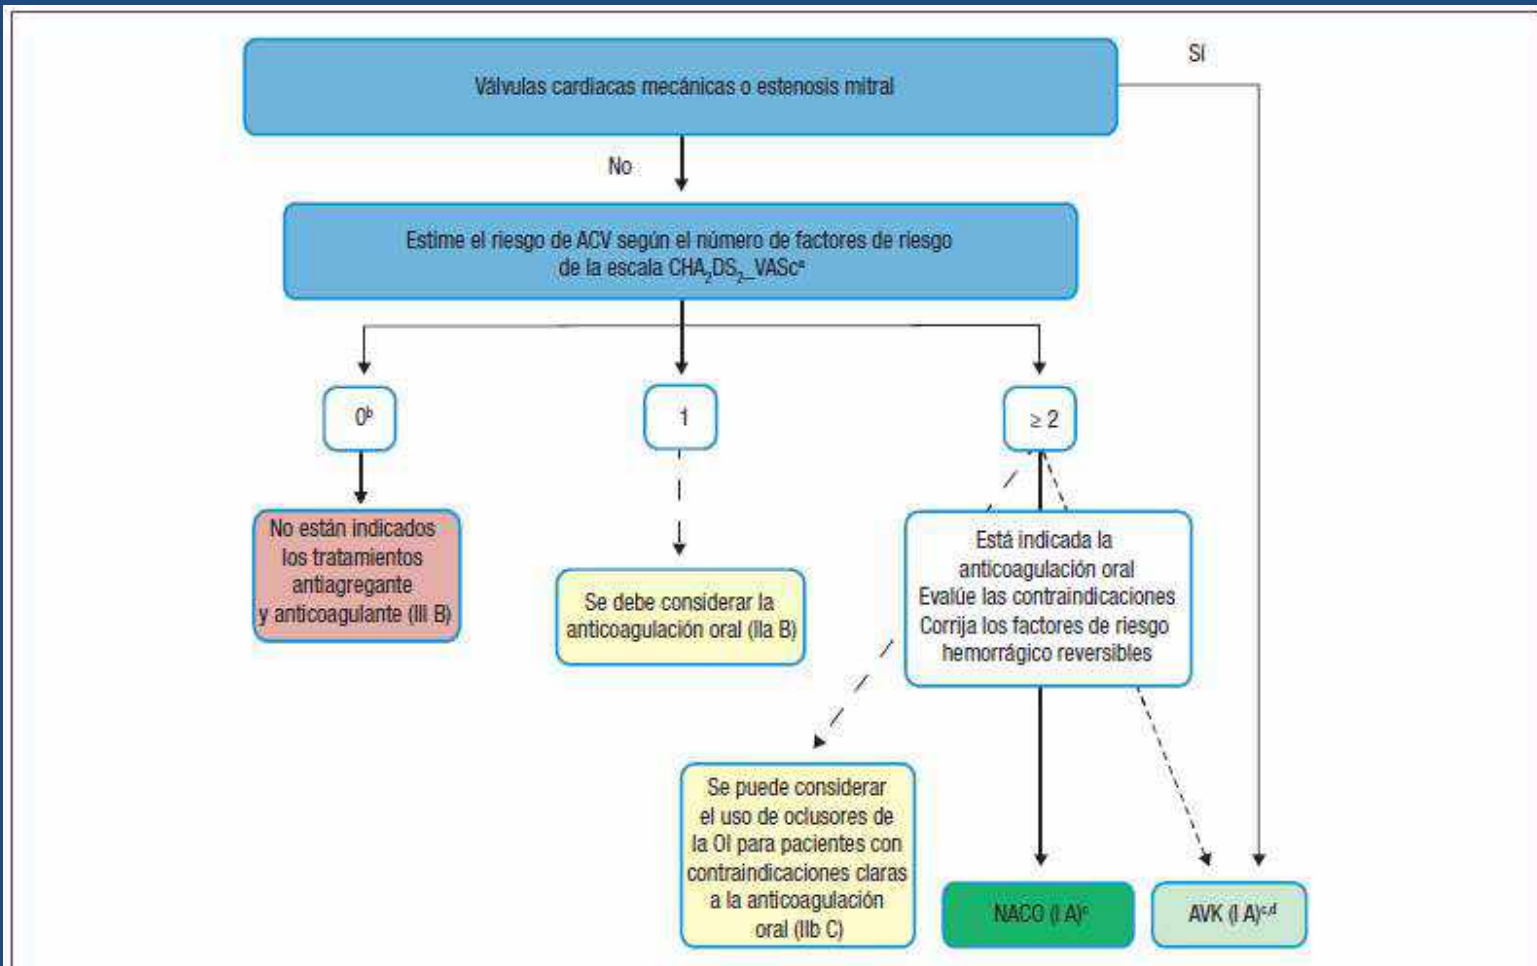 Válvulas cardiacas mecánicas o estenosis mitral
SÍ
No
Estime el riesgo de ACV según el número de factores de riesgo
de la escala CHA₂DS₂_VAScᵃ
0ᵇ
1
≥ 2
No están indicados
los tratamientos
antiagregante
y anticoagulante (III B)
Se debe considerar la
anticoagulación oral (IIa B)
Está indicada la
anticoagulación oral
Evalúe las contraindicaciones
Corrija los factores de riesgo
hemorrágico reversibles
Se puede considerar
el uso de oclusores de
la OI para pacientes con
contraindicaciones claras
a la anticoagulación
oral (IIb C)
NACO (I A)ᶜ
AVK (I A)ᶜ,ᵈ